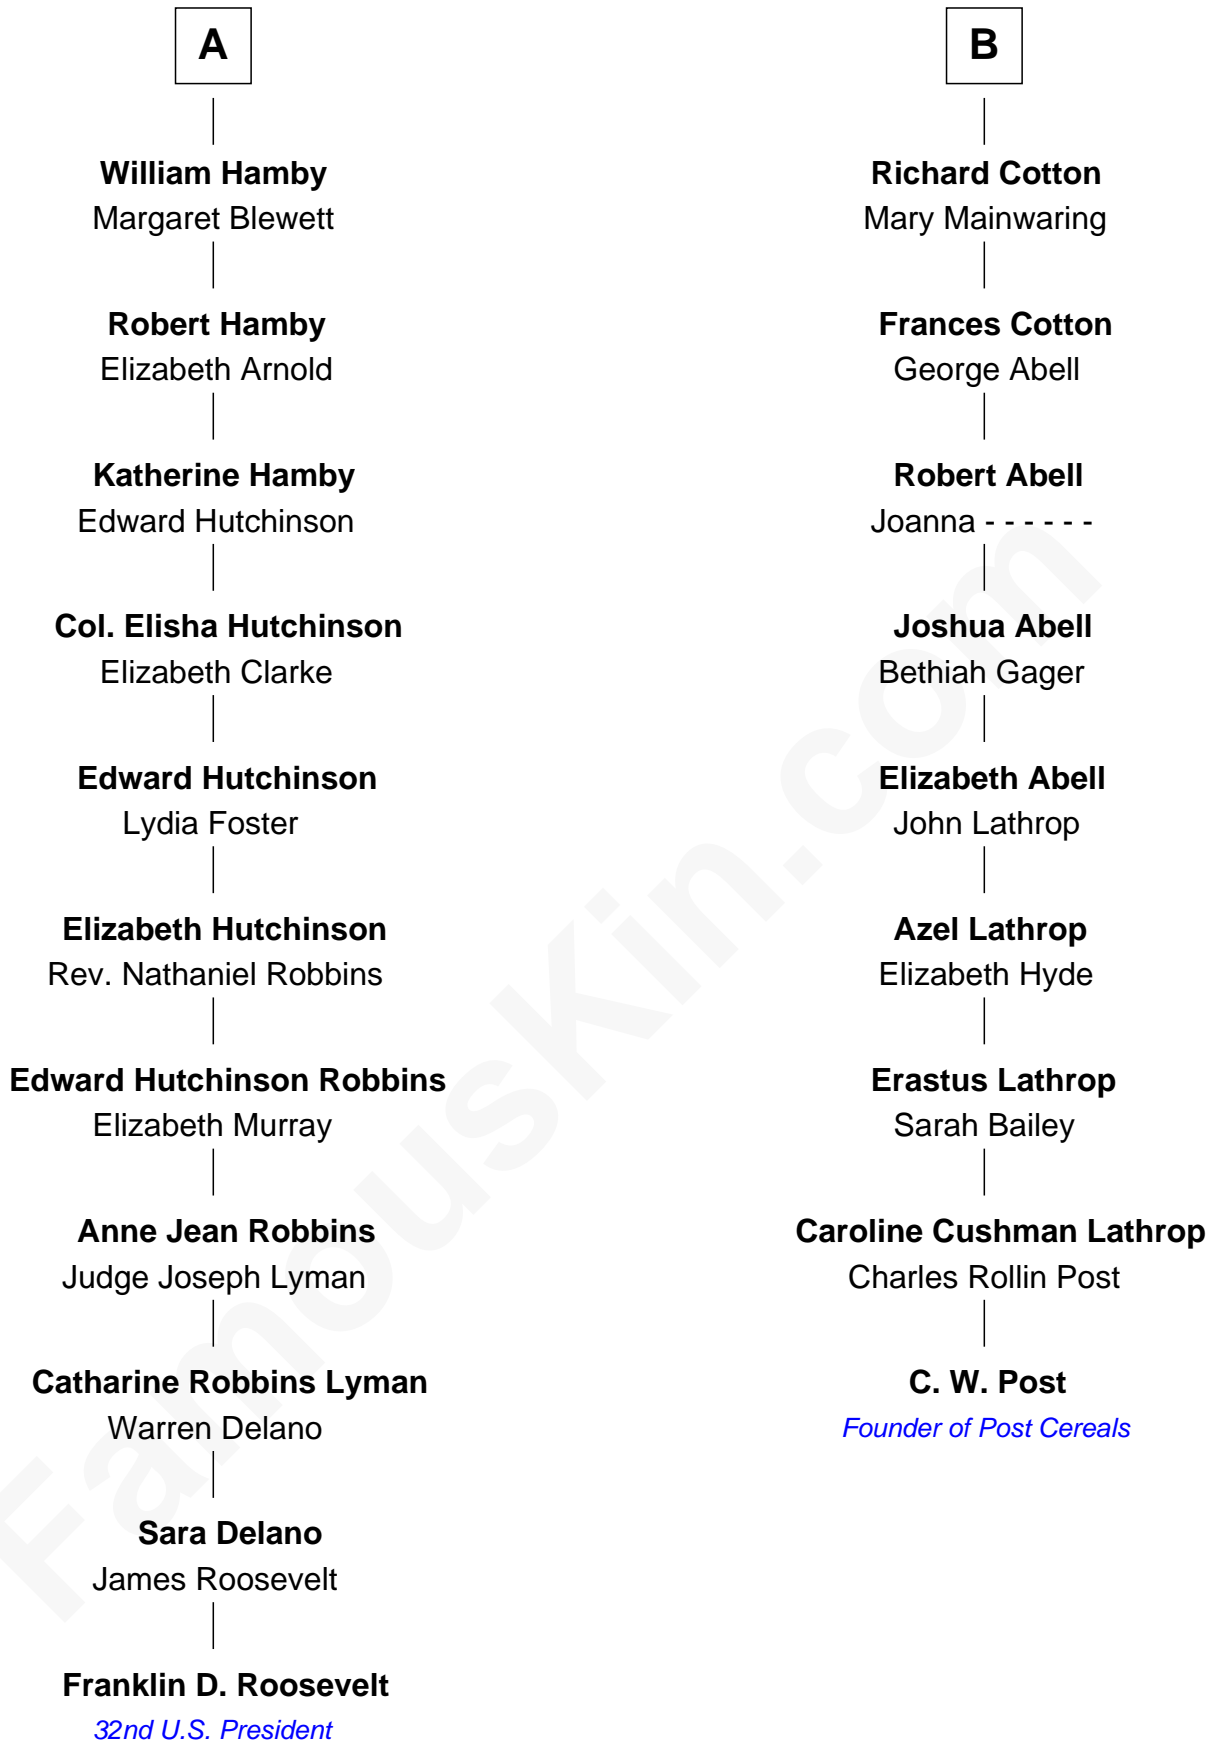 A
William Hamby
Margaret Blewett
Robert Hamby
Elizabeth Arnold
Katherine Hamby
Edward Hutchinson
Col. Elisha Hutchinson
Elizabeth Clarke
Edward Hutchinson
Lydia Foster
Elizabeth Hutchinson
Rev. Nathaniel Robbins
Edward Hutchinson Robbins
Elizabeth Murray
Anne Jean Robbins
Judge Joseph Lyman
Catharine Robbins Lyman
Warren Delano
Sara Delano
James Roosevelt
Franklin D. Roosevelt
32nd U.S. President
B
Richard Cotton
Mary Mainwaring
Frances Cotton
George Abell
Robert Abell
Joanna - - - - - -
Joshua Abell
Bethiah Gager
Elizabeth Abell
John Lathrop
Azel Lathrop
Elizabeth Hyde
Erastus Lathrop
Sarah Bailey
Caroline Cushman Lathrop
Charles Rollin Post
C. W. Post
Founder of Post Cereals
FamousKin.com